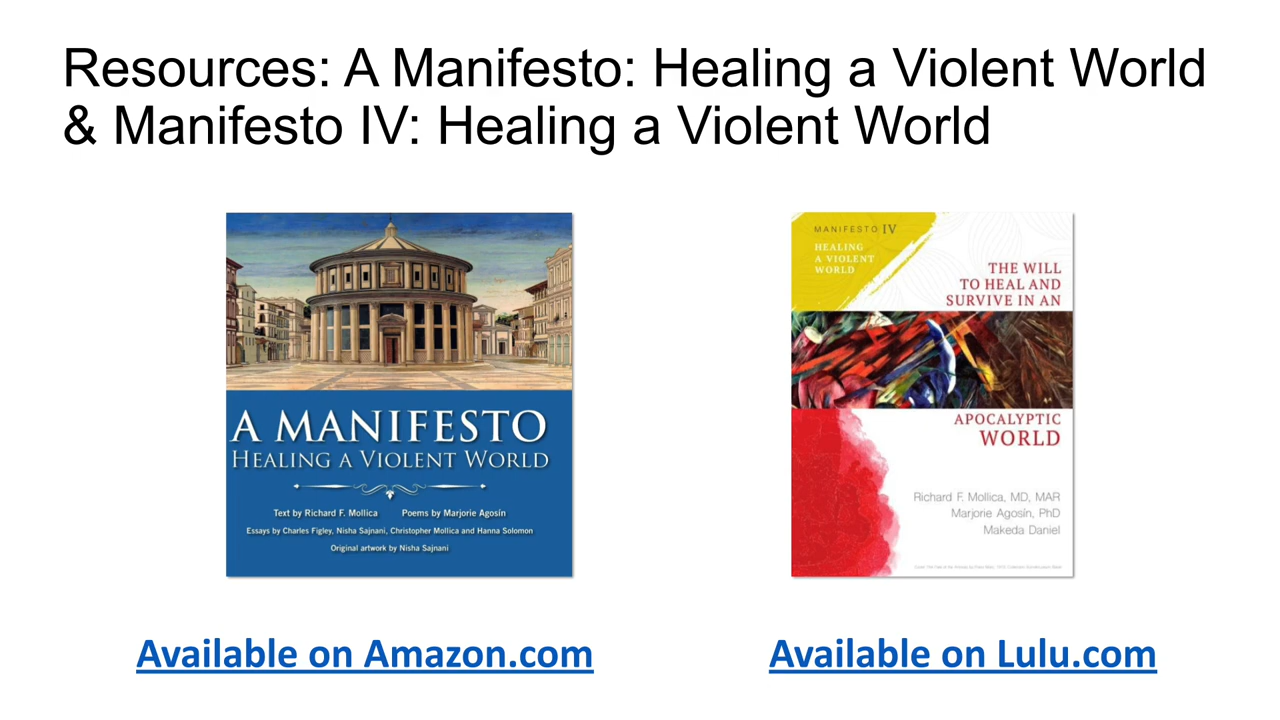 Resources: A Manifesto: Healing a Violent World
& Manifesto IV: Healing a Violent World
A MANIFESTO
HEALING A VIOLENT WORLD
Text by Richard F. Mollica Poems by Marjorie Agosín
Essays by Charles Figley, Nisha Sajnani, Christopher Mollica and Hanna Solomon
Original artwork by Nisha Sajnani
MANIFESTO IV
HEALING
A VIOLENT
WORLD
THE WILL
TO HEAL AND
SURVIVE IN AN
APOCALYPTIC
WORLD
Richard F. Mollica, MD, MAR
Marjorie Agosín, PhD
Makeda Daniel
Available on Amazon.com
Available on Lulu.com